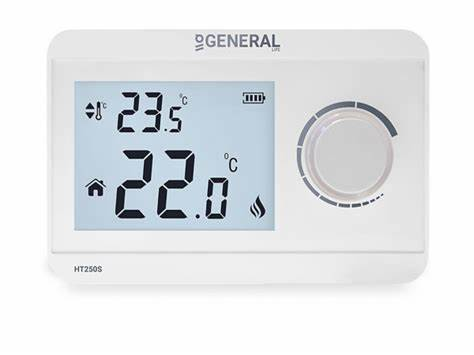 GENERAL
LIFE
°C
23.5 °C
22.0 °C
HT250S